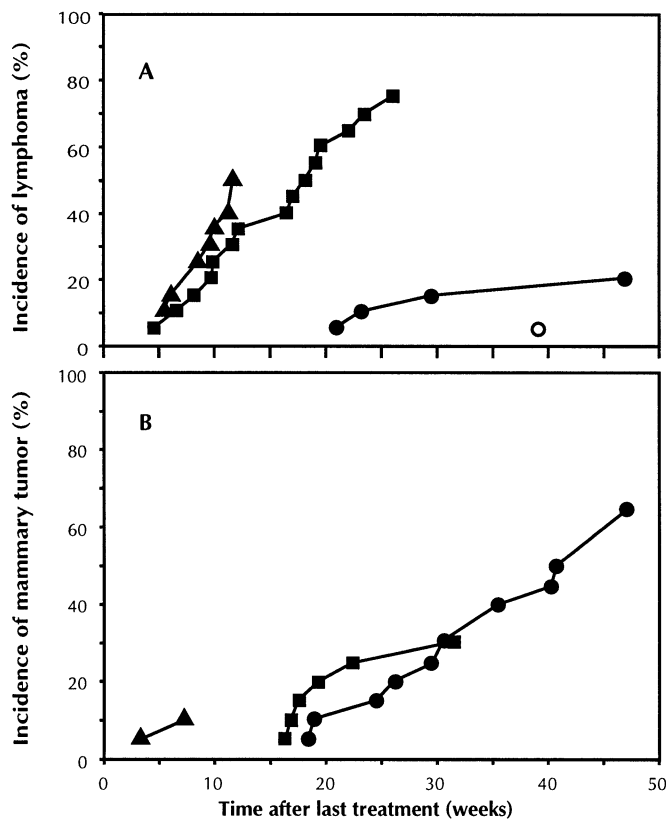 Incidence of lymphoma (%)
100
80
60
40
20
0
A
Incidence of mammary tumor (%)
100
80
60
40
20
0
B
0 10 20 30 40 50
Time after last treatment (weeks)